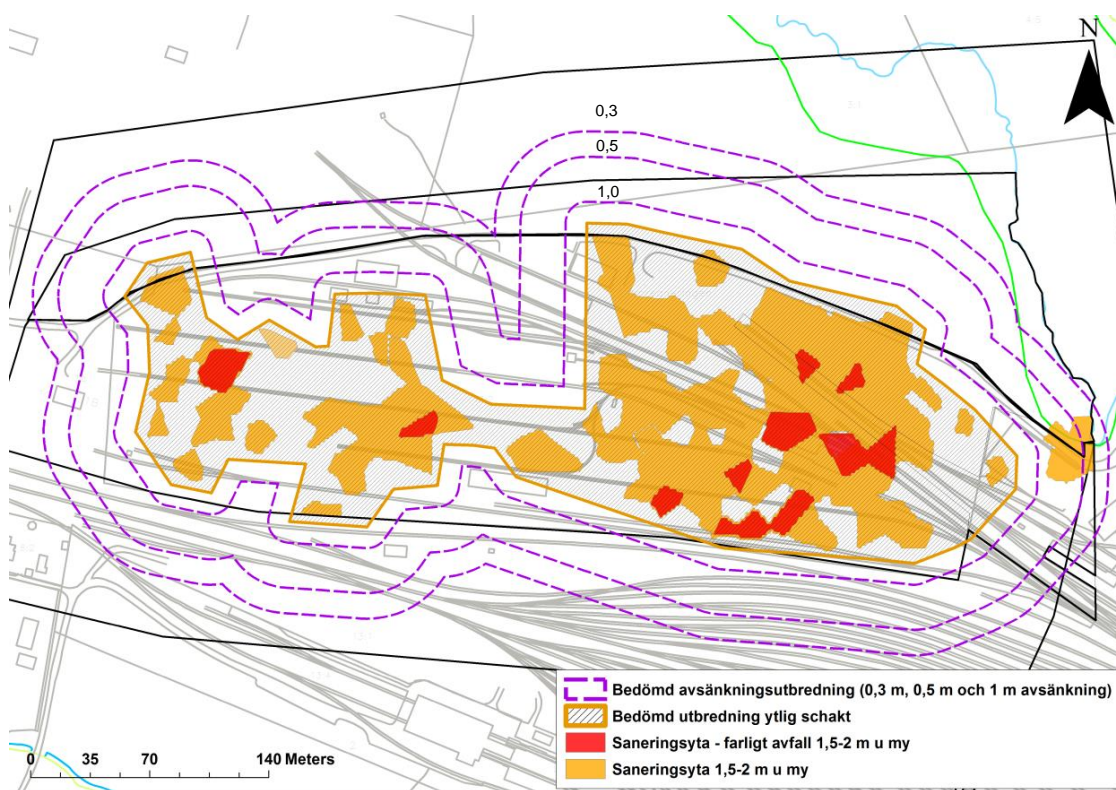 N
0,3
0,5
1,0
Bedömd avsänkningsutbredning (0,3 m, 0,5 m och 1 m avsänkning)
Bedömd utbredning ytlig schakt
Saneringsyta - farligt avfall 1,5-2 m u my
Saneringsyta 1,5-2 m u my
0 35 70 140 Meters